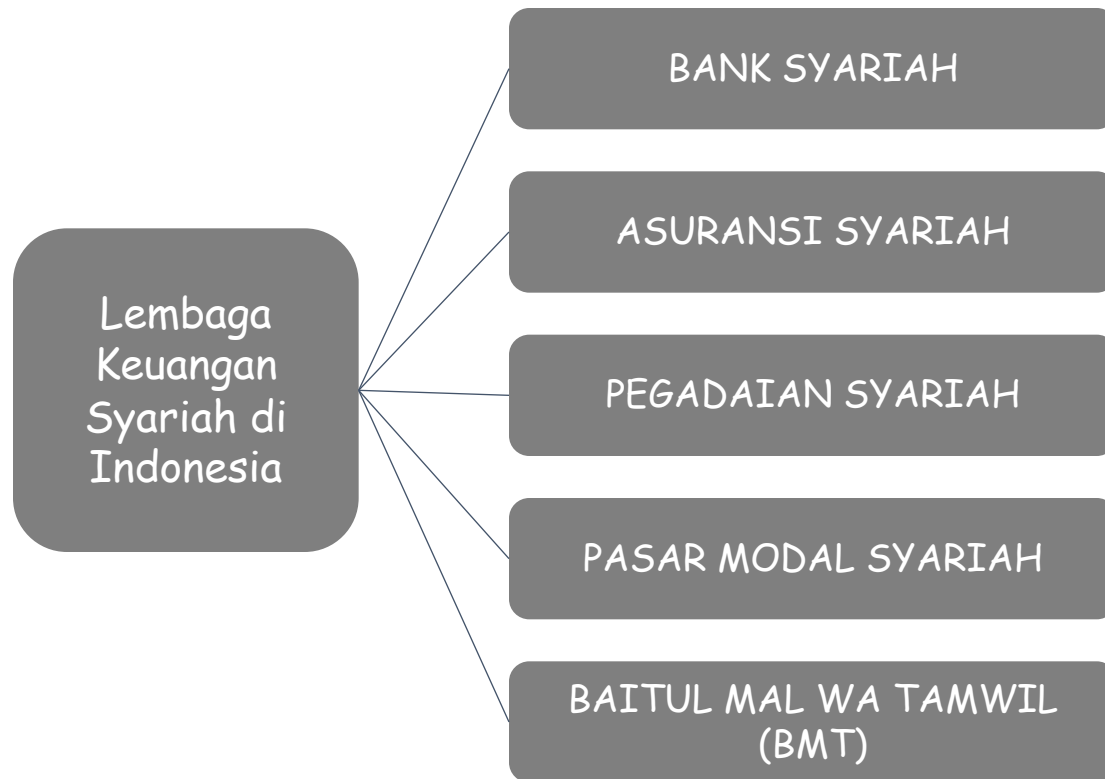 Lembaga
Keuangan
Syariah di
Indonesia
BANK SYARIAH
ASURANSI SYARIAH
PEGADAIAN SYARIAH
PASAR MODAL SYARIAH
BAITUL MAL WA TAMWIL
(BMT)